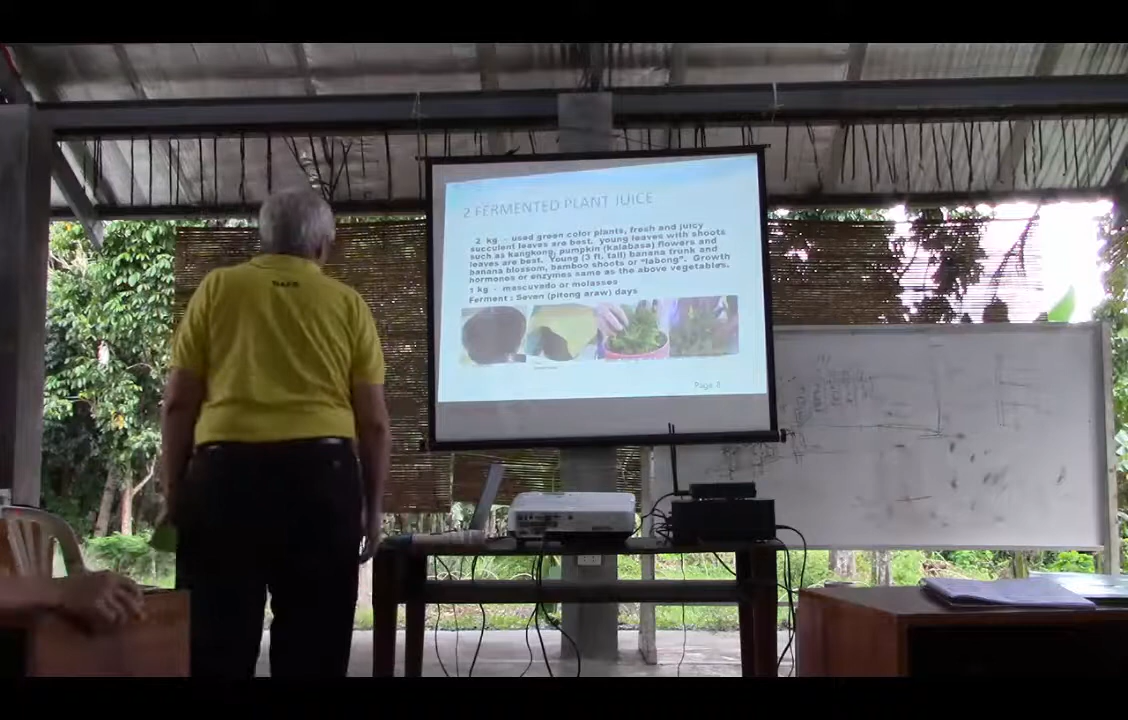 2 FERMENTED PLANT JUICE
2 kg - used green color plants, fresh and juicy
succulent leaves are best. young leaves with shoots
such as kangkong, pumpkin (kalabasa) flowers and
leaves are best. Young (3 ft. tall) banana trunk and
banana blossom, bamboo shoots or "labong". Growth
hormonos or enzymes same as the above vegetables.
1 kg - mascuvado or molasses
Ferment : Seven (pitong araw) days
Page 3